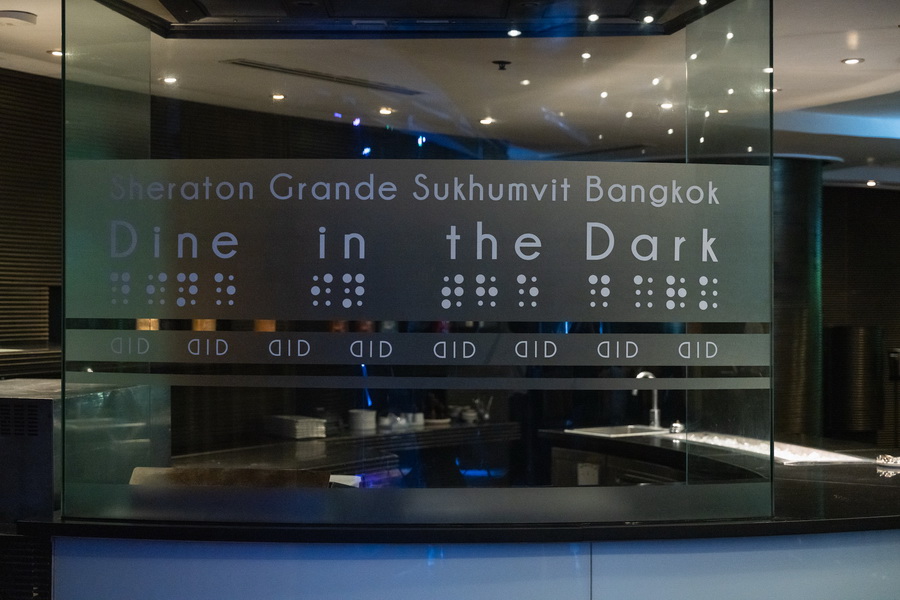 Sheraton Grande Sukhumvit Bangkok
Dine in the Dark
DID DID DID DID DID DID DID DID